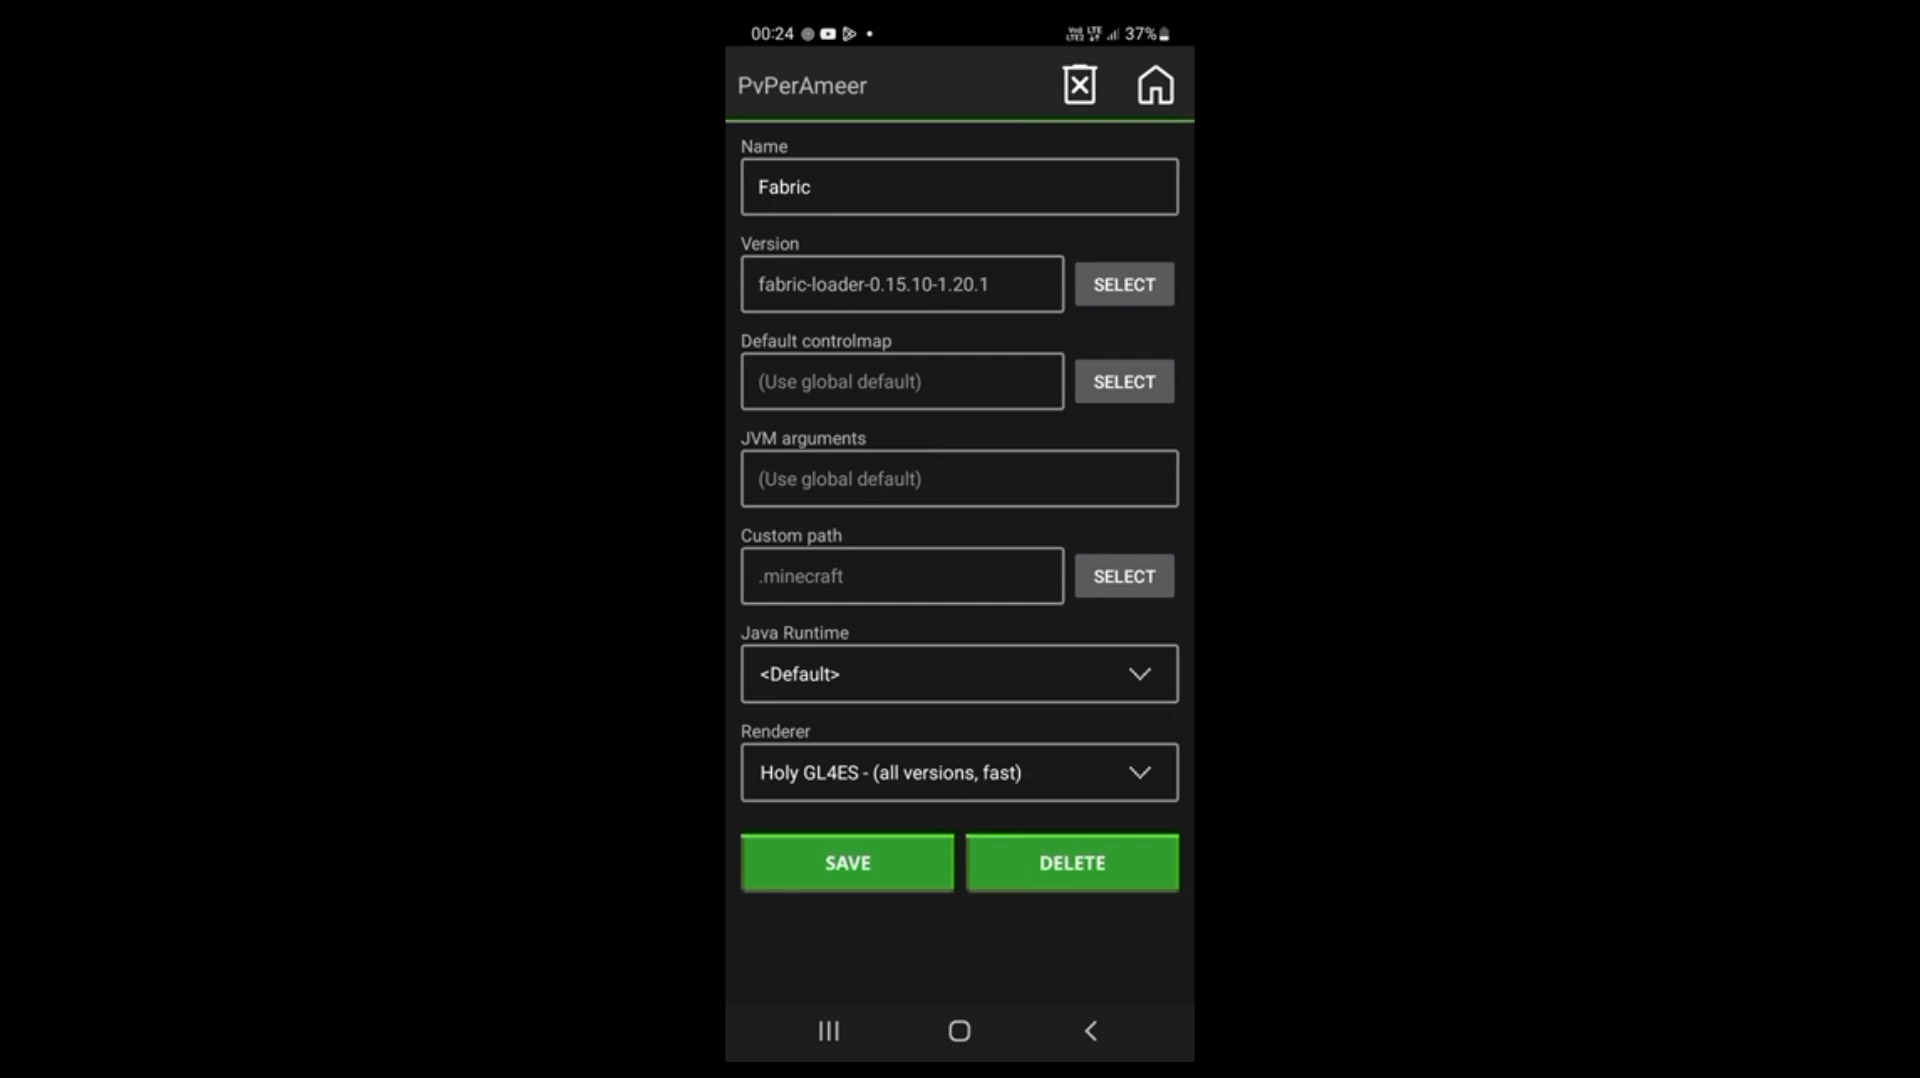 00:24 37%
PvPerAmeer
Name
Fabric
Version
fabric-loader-0.15.10-1.20.1 SELECT
Default controlmap
(Use global default) SELECT
JVM arguments
(Use global default)
Custom path
.minecraft SELECT
Java Runtime
<Default>
Renderer
Holy GL4ES - (all versions, fast)
SAVE DELETE